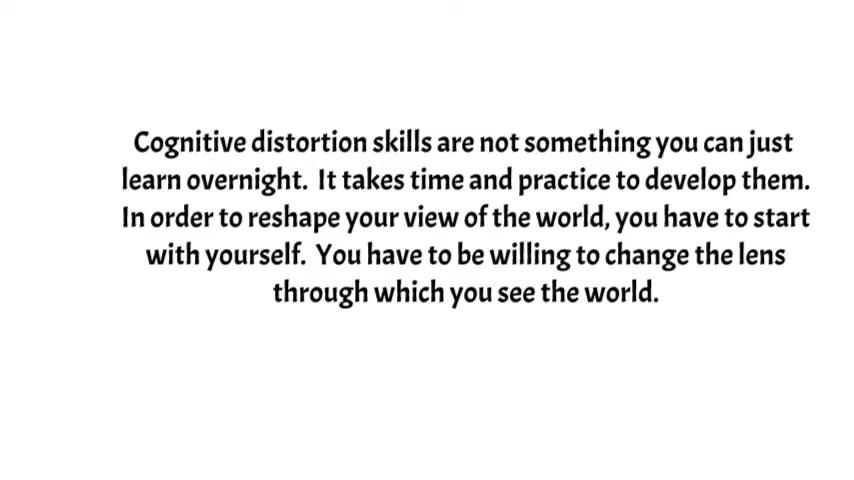 Cognitive distortion skills are not something you can just
learn overnight.  It takes time and practice to develop them.
In order to reshape your view of the world, you have to start
with yourself.  You have to be willing to change the lens
through which you see the world.